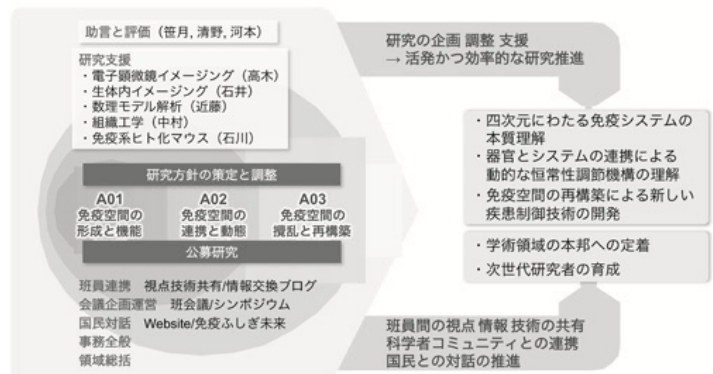 助言と評価（笹月, 清野, 河本）
研究支援
・電子顕微鏡イメージング（高木）
・生体内イメージング（石井）
・数理モデル解析（近藤）
・組織工学（中村）
・免疫系ヒト化マウス（石川）
研究方針の策定と調整
A01 A02 A03
免疫空間の 免疫空間の 免疫空間の
形成と機能 連携と動態 攪乱と再構築
公募研究
班員連携 視点技術共有/情報交換ブログ
会議企画運営 班会議/シンポジウム
国民対話 Website/免疫ふしぎ未来
事務全般
領域総括
研究の企画 調整 支援
→ 活発かつ効率的な研究推進
・四次元にわたる免疫システムの
本質理解
・器官とシステムの連携による
動的な恒常性調節機構の理解
・免疫空間の再構築による新しい
疾患制御技術の開発
・学術領域の本邦への定着
・次世代研究者の育成
班員間の視点 情報 技術の共有
科学者コミュニティとの連携
国民との対話の推進